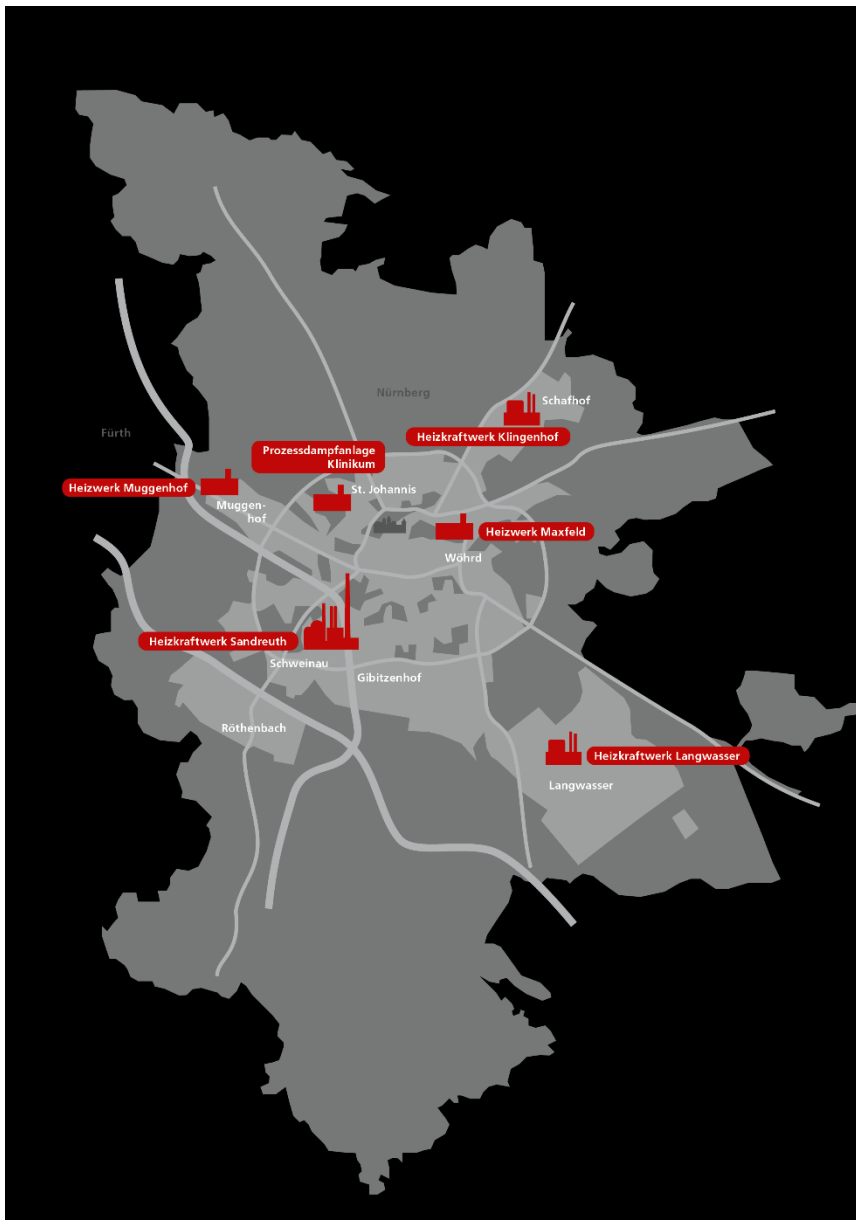 Nürnberg
Schafhof
Fürth
Heizkraftwerk Klingenhof
Prozessdampfanlage
Klinikum
Heizwerk Muggenhof
St. Johannis
Muggen-
hof
Heizwerk Maxfeld
Wöhrd
Heizkraftwerk Sandreuth
Schweinau
Gibitzenhof
Röthenbach
Heizkraftwerk Langwasser
Langwasser